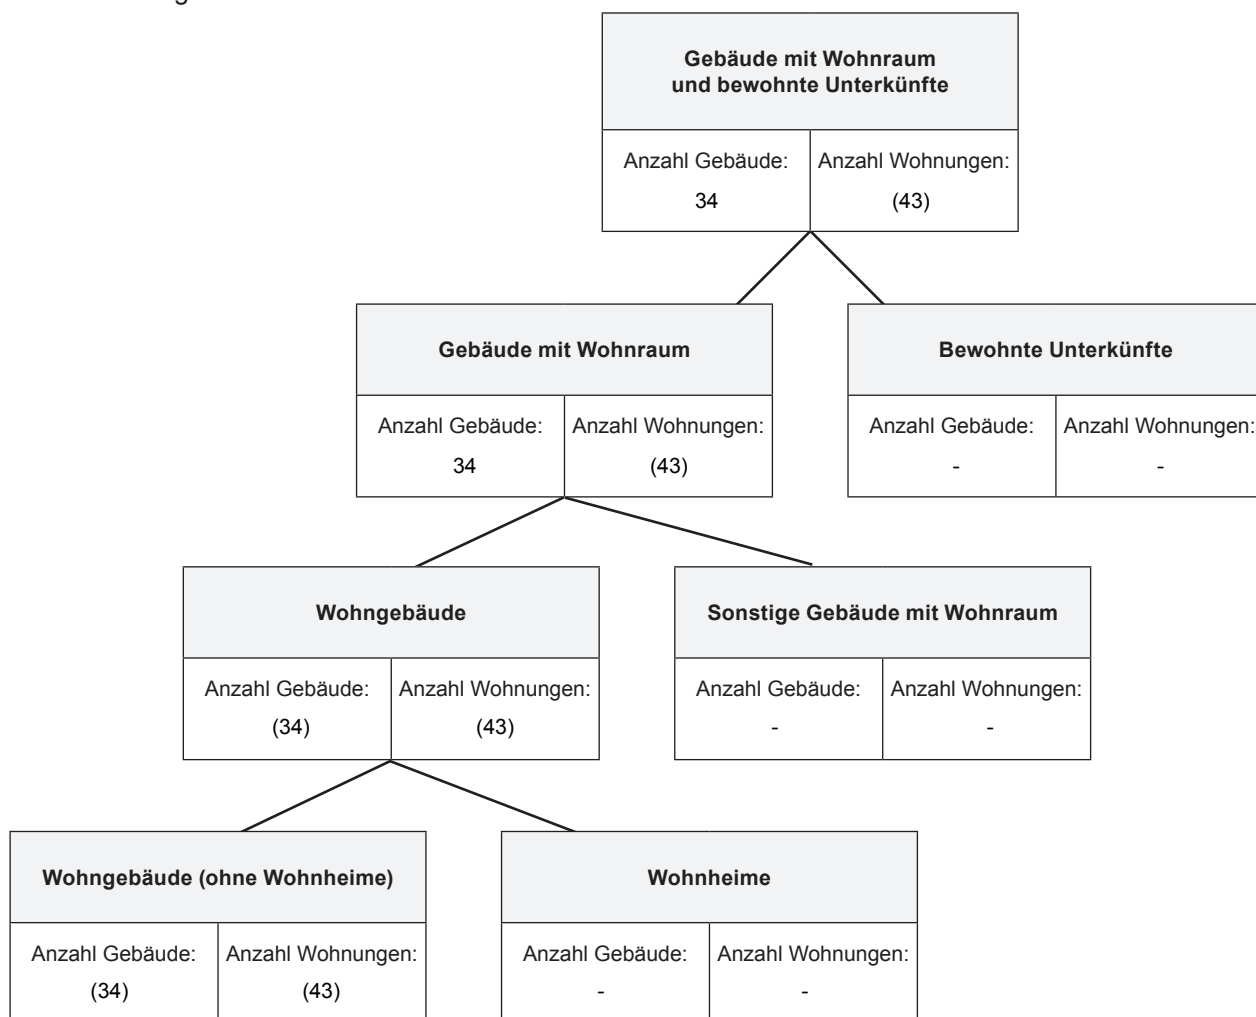 Gebäude mit Wohnraum
und bewohnte Unterkünfte
Anzahl Gebäude: Anzahl Wohnungen:
34 (43)
Gebäude mit Wohnraum
Anzahl Gebäude: Anzahl Wohnungen:
34 (43)
Bewohnte Unterkünfte
Anzahl Gebäude: Anzahl Wohnungen:
- -
Wohngebäude
Anzahl Gebäude: Anzahl Wohnungen:
(34) (43)
Sonstige Gebäude mit Wohnraum
Anzahl Gebäude: Anzahl Wohnungen:
- -
Wohngebäude (ohne Wohnheime)
Anzahl Gebäude: Anzahl Wohnungen:
(34) (43)
Wohnheime
Anzahl Gebäude: Anzahl Wohnungen:
- -